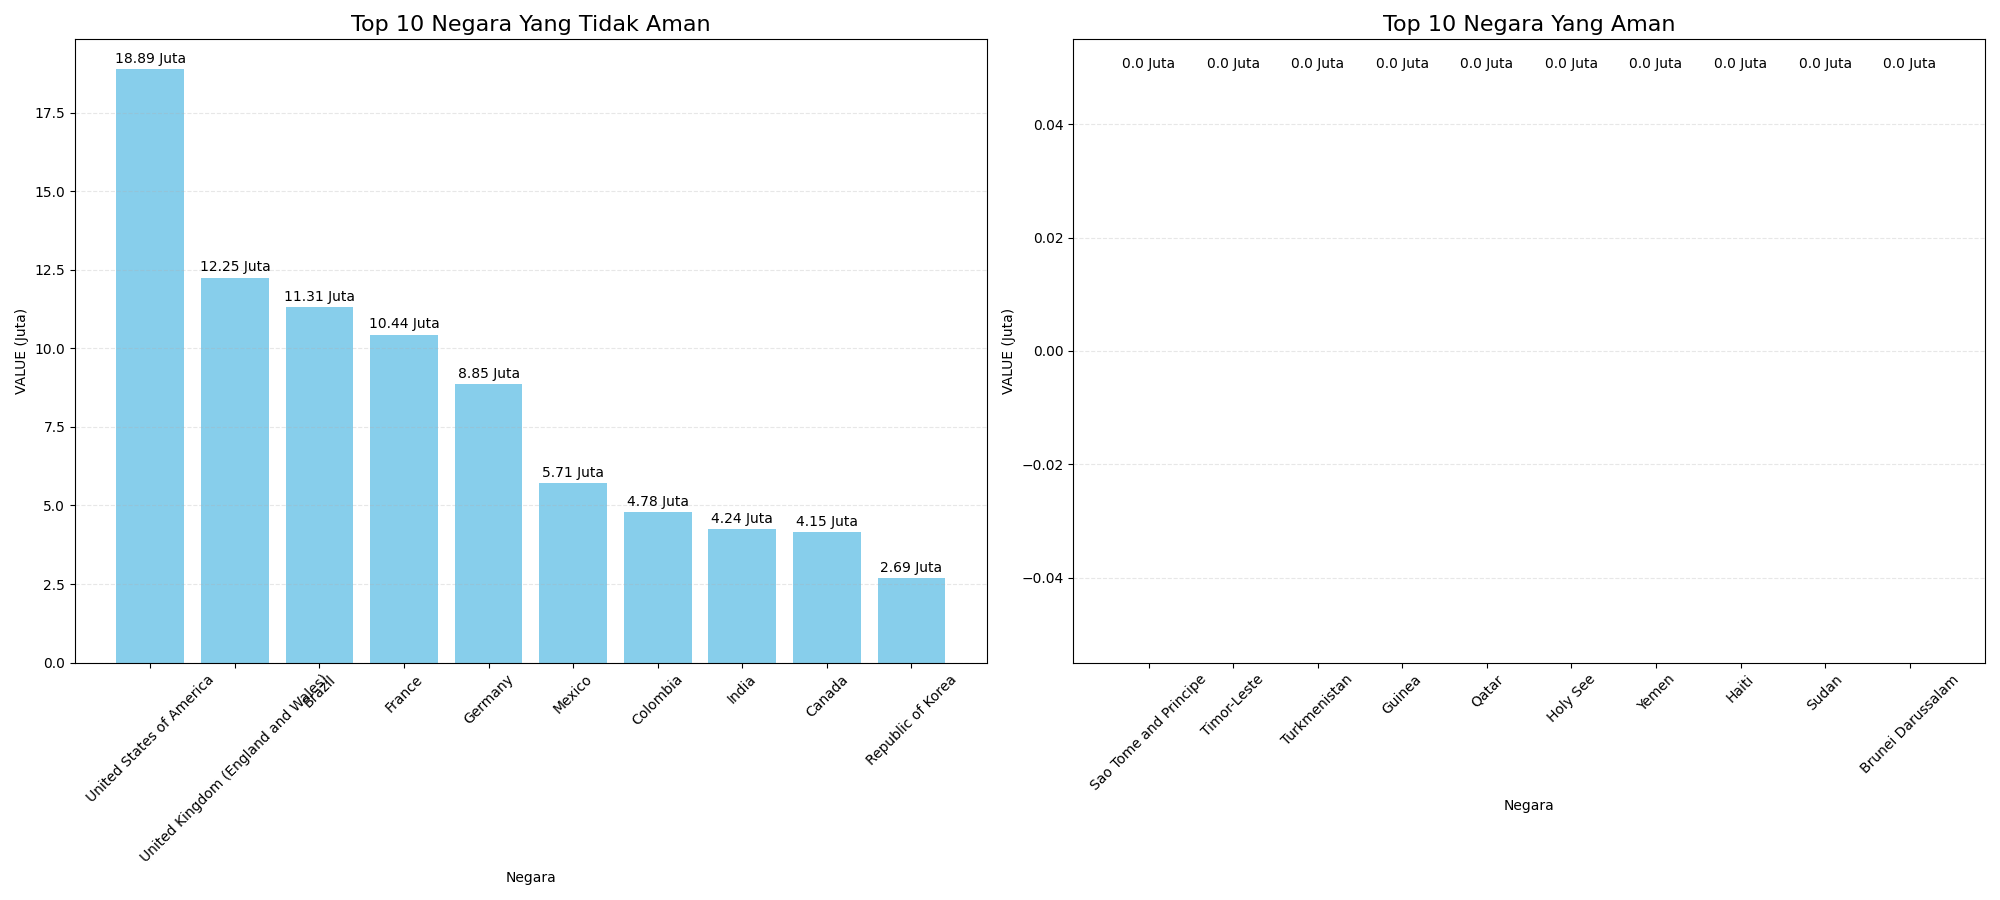 Top 10 Negara Yang Tidak Aman
VALUE (Juta)
17.5
15.0
12.5
10.0
7.5
5.0
2.5
0.0
18.89 Juta
12.25 Juta
11.31 Juta
10.44 Juta
8.85 Juta
5.71 Juta
4.78 Juta
4.24 Juta
4.15 Juta
2.69 Juta
United States of America
United Kingdom (England and Wales)
Brazil
France
Germany
Mexico
Colombia
India
Canada
Republic of Korea
Negara
Top 10 Negara Yang Aman
VALUE (Juta)
0.04
0.02
0.00
−0.02
−0.04
0.0 Juta
0.0 Juta
0.0 Juta
0.0 Juta
0.0 Juta
0.0 Juta
0.0 Juta
0.0 Juta
0.0 Juta
0.0 Juta
Sao Tome and Principe
Timor-Leste
Turkmenistan
Guinea
Qatar
Holy See
Yemen
Haiti
Sudan
Brunei Darussalam
Negara